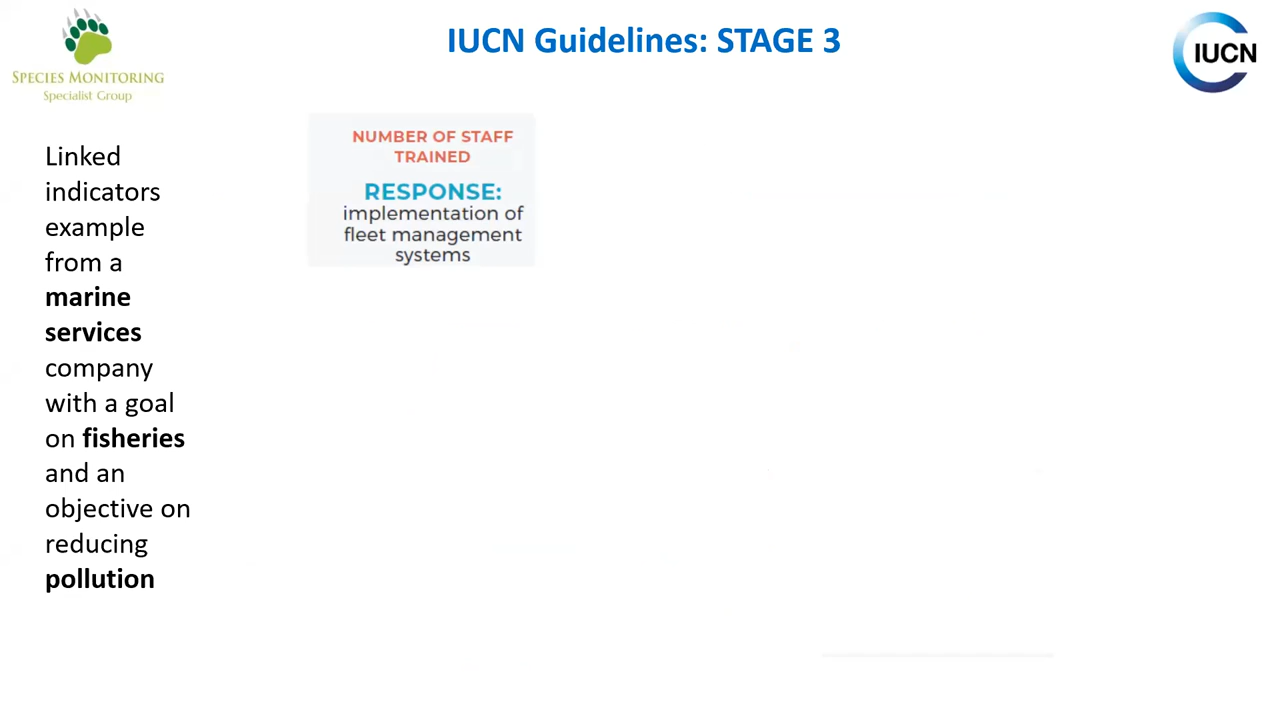 IUCN Guidelines: STAGE 3
SPECIES MONITORING
Specialist Group
IUCN
Linked
indicators
example
from a
marine
services
company
with a goal
on fisheries
and an
objective on
reducing
pollution
NUMBER OF STAFF
TRAINED
RESPONSE:
implementation of
fleet management
systems